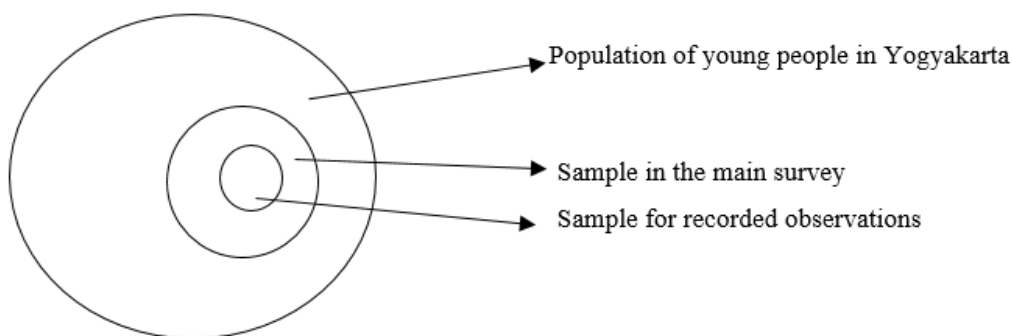 Population of young people in Yogyakarta
Sample in the main survey
Sample for recorded observations